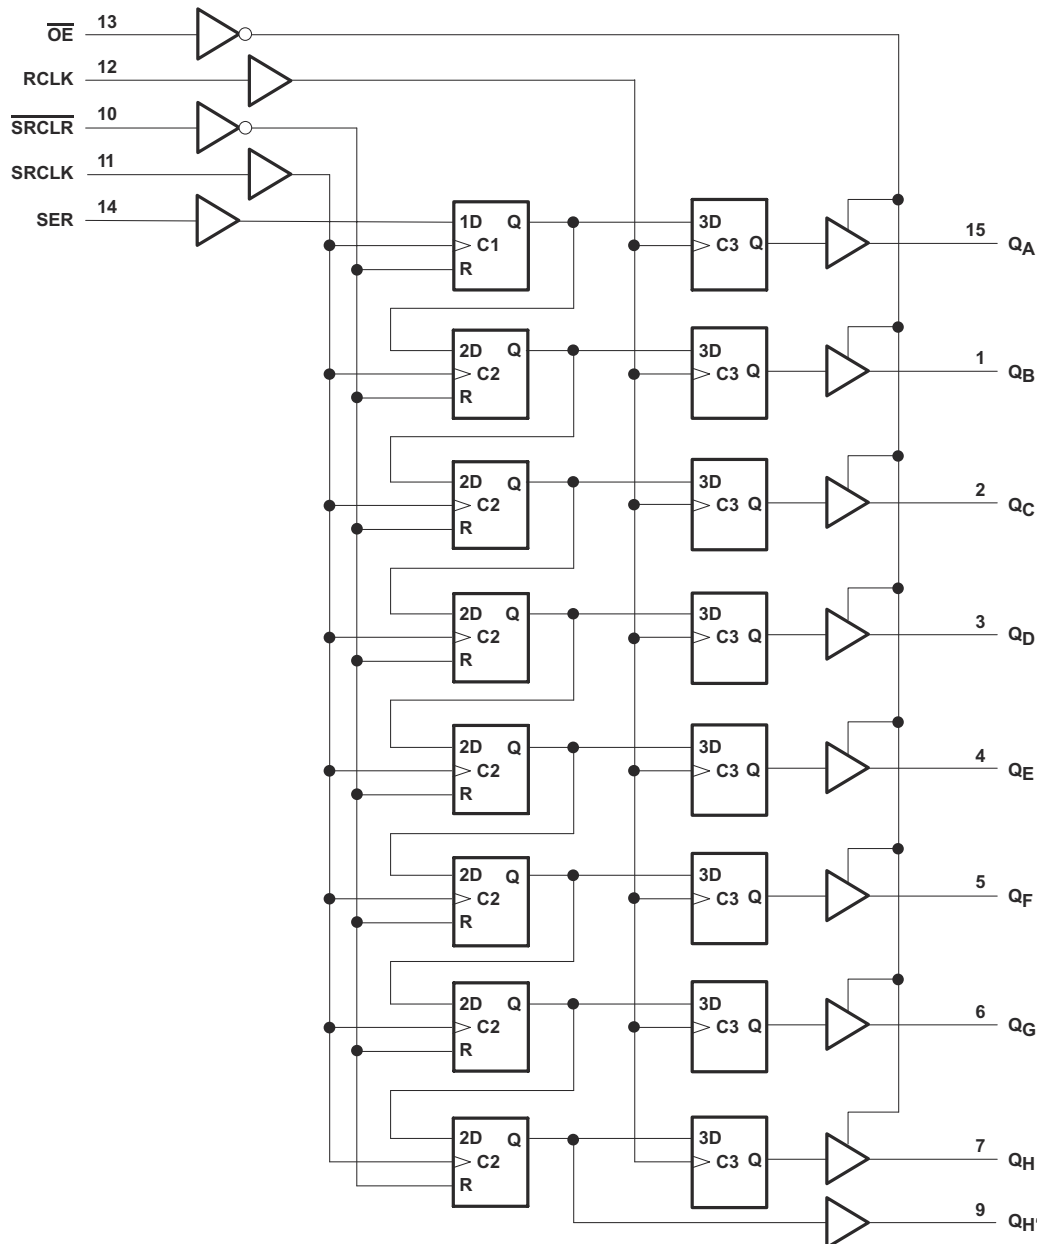 OE 13
RCLK 12
SRCLR 10
SRCLK 11
SER 14
1D Q 3D
C1 C3 Q 15 QA
R
2D Q 3D
C2 C3 Q 1 QB
R
2D Q 3D
C2 C3 Q 2 QC
R
2D Q 3D
C2 C3 Q 3 QD
R
2D Q 3D
C2 C3 Q 4 QE
R
2D Q 3D
C2 C3 Q 5 QF
R
2D Q 3D
C2 C3 Q 6 QG
R
2D Q 3D
C2 C3 Q 7 QH
R
9 QH'